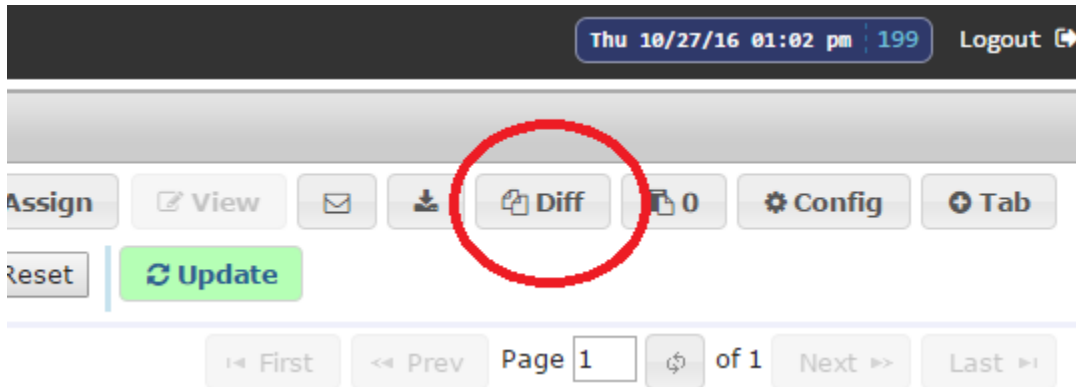 Thu 10/27/16 01:02 pm 199 Logout
Assign View Diff 0 Config Tab
Reset Update
First Prev Page 1 of 1 Next Last